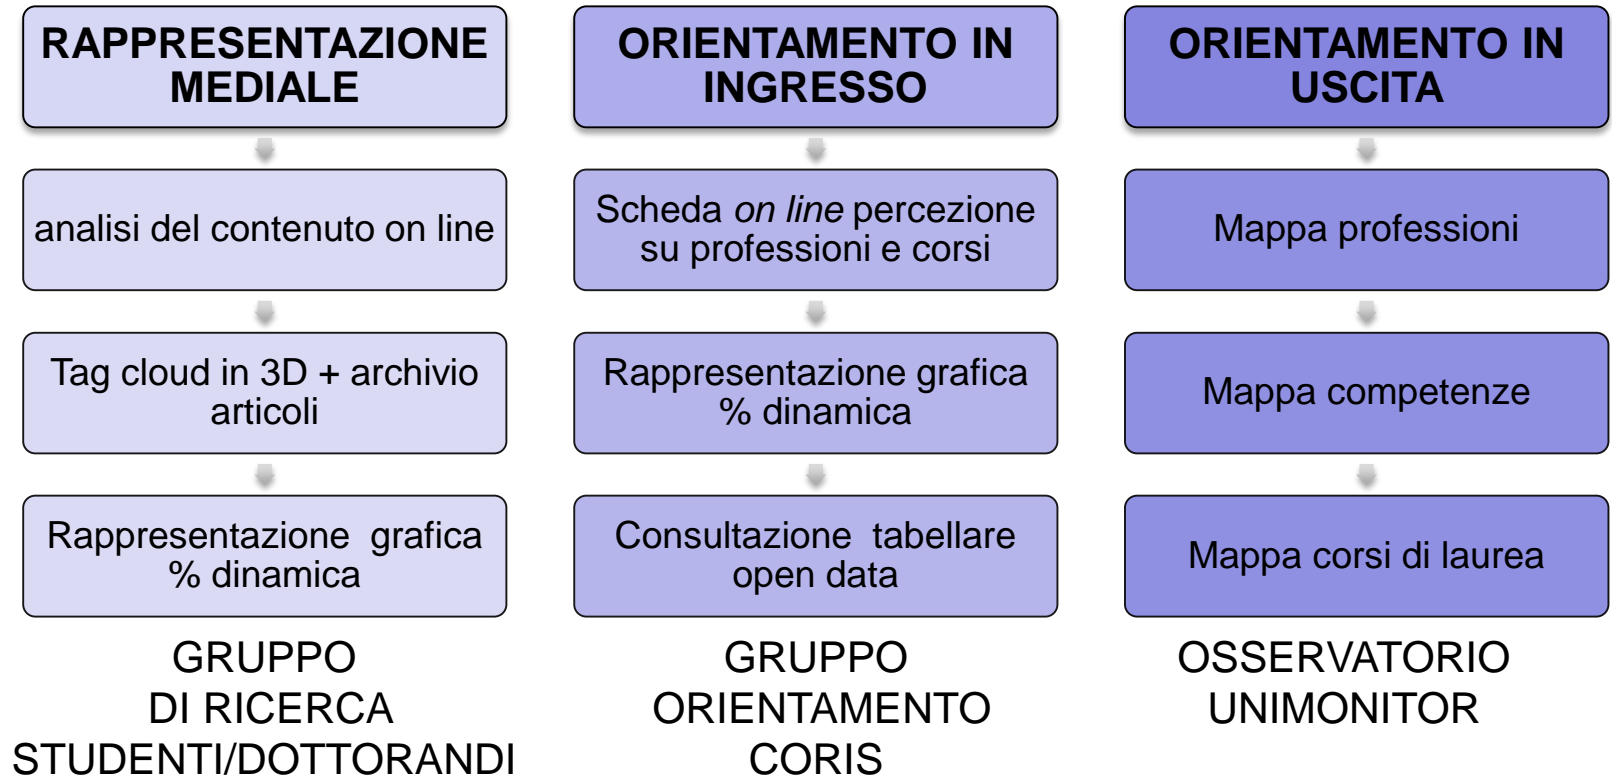 RAPPRESENTAZIONE
MEDIALE
analisi del contenuto on line
Tag cloud in 3D + archivio
articoli
Rappresentazione grafica
% dinamica
GRUPPO
DI RICERCA
STUDENTI/DOTTORANDI
ORIENTAMENTO IN
INGRESSO
Scheda on line percezione
su professioni e corsi
Rappresentazione grafica
% dinamica
Consultazione tabellare
open data
GRUPPO
ORIENTAMENTO
CORIS
ORIENTAMENTO IN
USCITA
Mappa professioni
Mappa competenze
Mappa corsi di laurea
OSSERVATORIO
UNIMONITOR